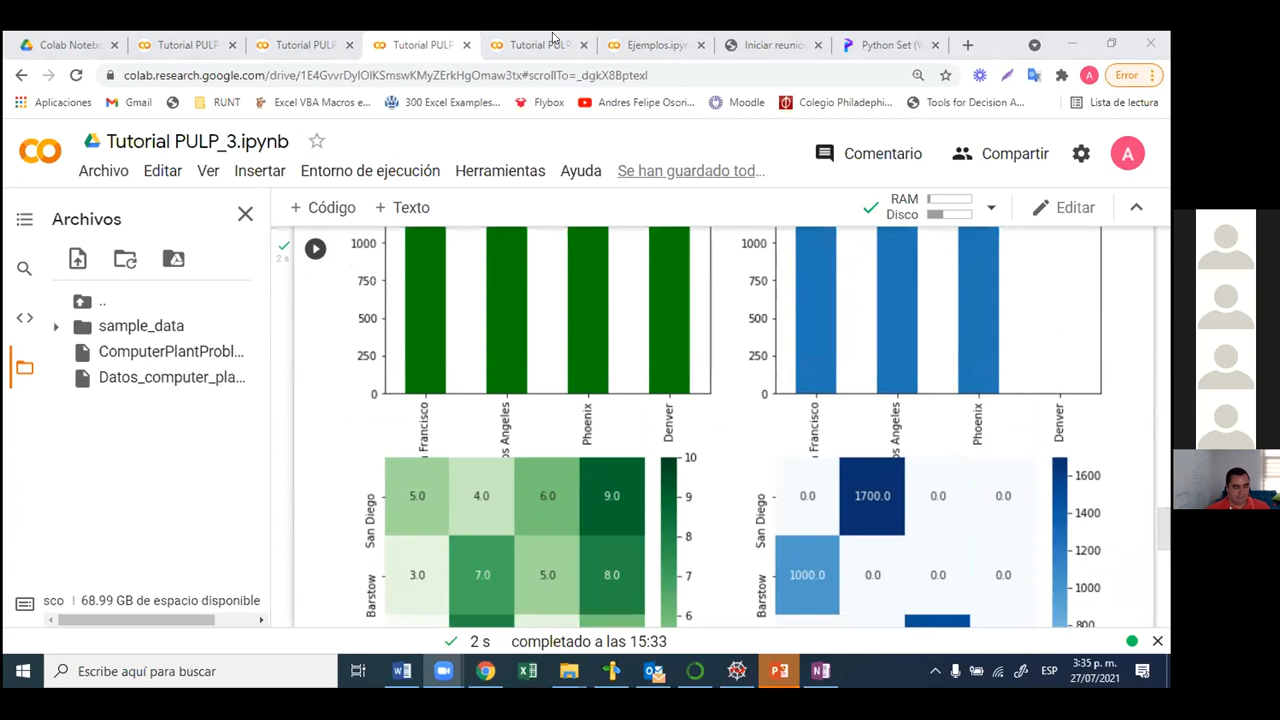 Colab Noteb
Tutorial PULP
Tutorial PULP
Tutorial PULP
Tutorial PULP
Ejemplos.ipyn
Iniciar reunió
Python Set (W
colab.research.google.com/drive/1E4GvvrDylOlKSmswKMyZErkHgOmaw3tx#scrollTo=_dgkX8Bptexl
A
Error
Aplicaciones
Gmail
RUNT
Excel VBA Macros e...
300 Excel Examples...
Flybox
Andres Felipe Osori...
Moodle
Colegio Philadelphi...
Tools for Decision A...
Lista de lectura
Tutorial PULP_3.ipynb
Comentario
Compartir
A
Archivo Editar Ver Insertar Entorno de ejecución Herramientas Ayuda Se han guardado tod...
Archivos
+ Código + Texto
RAM
Disco
Editar
..
sample_data
ComputerPlantProbl...
Datos_computer_pla...
sco 68.99 GB de espacio disponible
2 s
1000
750
500
250
0
Francisco
Angeles
Phoenix
Denver
1000
750
500
250
0
Francisco
Angeles
Phoenix
Denver
San Diego
5.0 4.0 6.0 9.0
Barstow
3.0 7.0 5.0 8.0
10
9
8
7
6
San Diego
0.0 1700.0 0.0 0.0
Barstow
1000.0 0.0 0.0 0.0
1600
1400
1200
1000
800
2 s completado a las 15:33
Escribe aquí para buscar
ESP
3:35 p. m.
27/07/2021